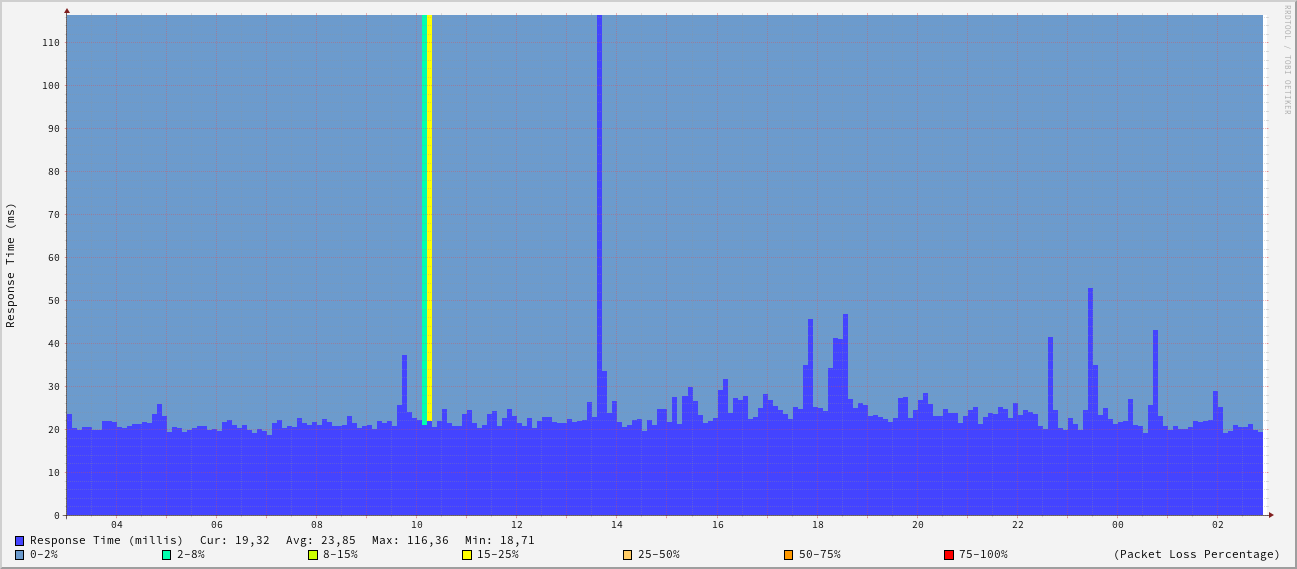 RRDTOOL / TOBI OETIKER
Response Time (ms)
110
100
90
80
70
60
50
40
30
20
10
0
04 06 08 10 12 14 16 18 20 22 00 02
Response Time (millis) Cur: 19,32 Avg: 23,85 Max: 116,36 Min: 18,71
0-2% 2-8% 8-15% 15-25% 25-50% 50-75% 75-100% (Packet Loss Percentage)